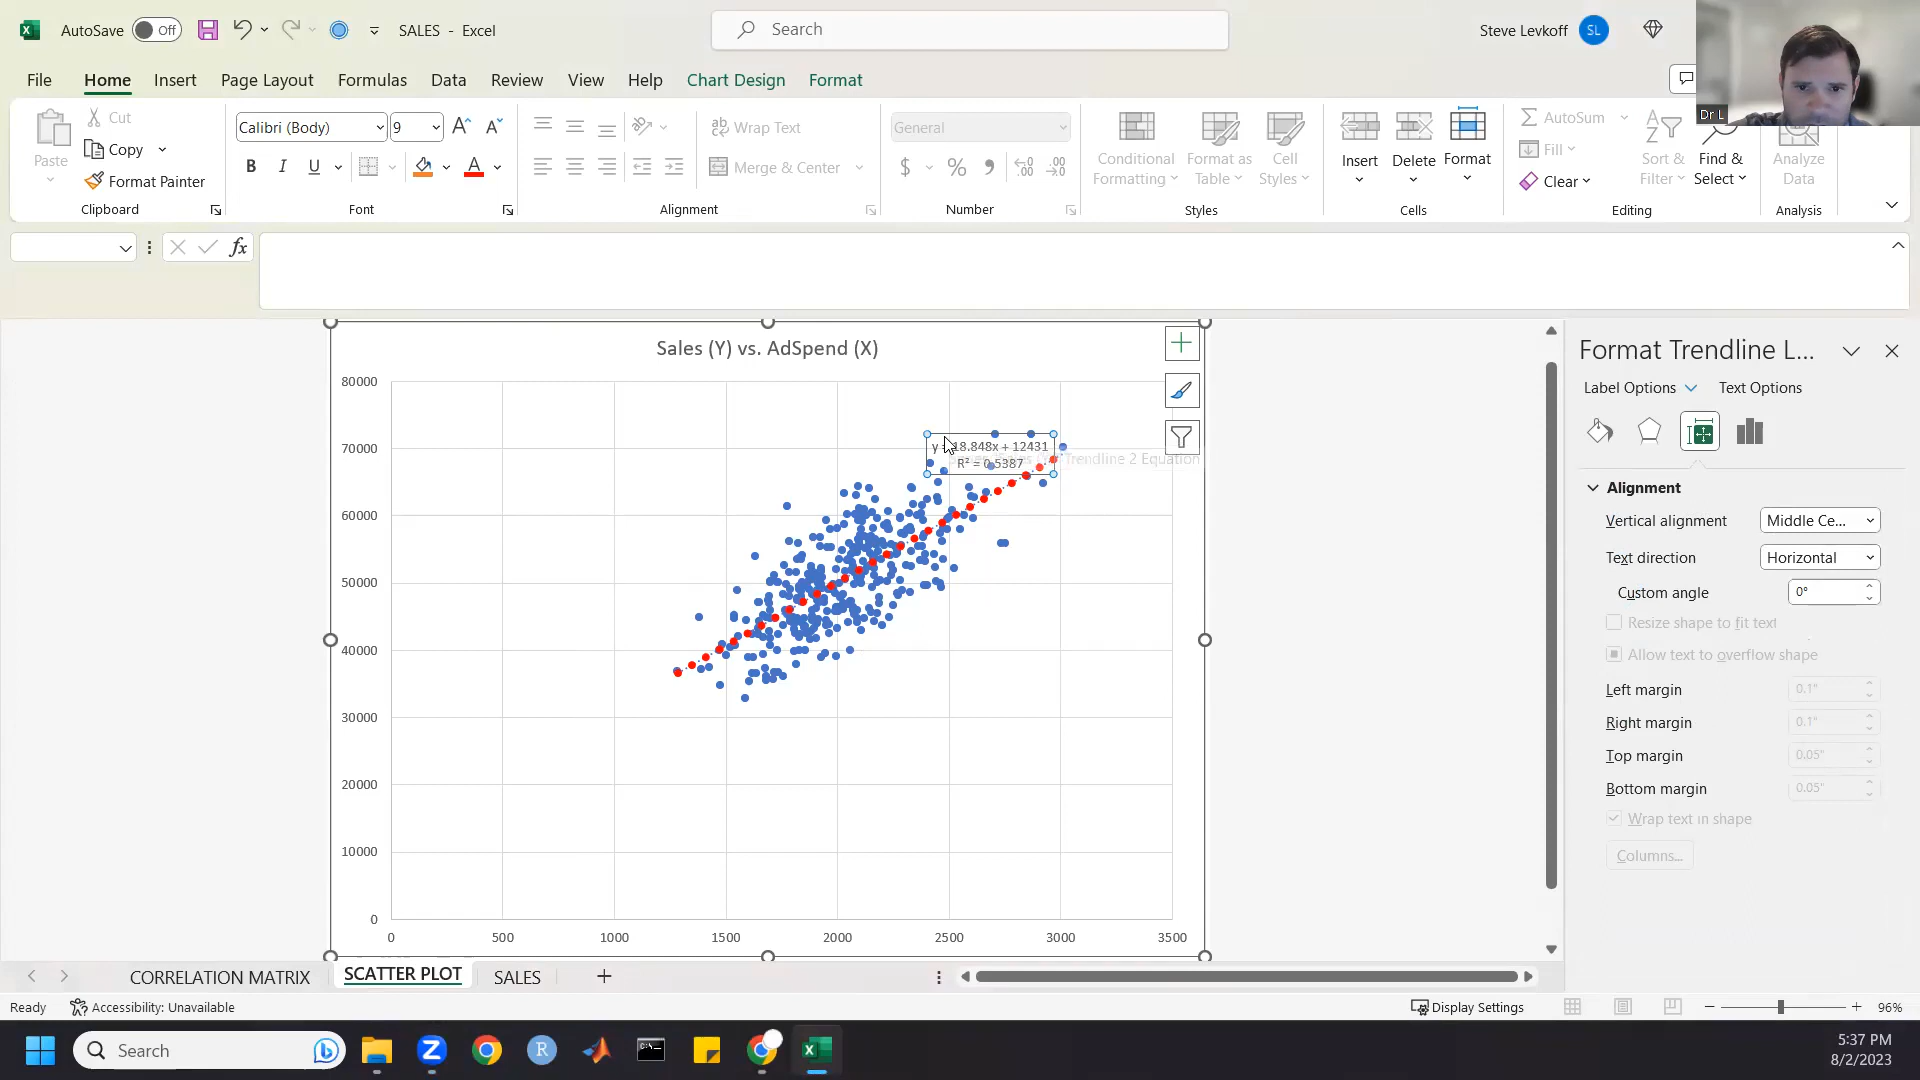 AutoSave Off SALES - Excel Search Steve Levkoff SL
File Home Insert Page Layout Formulas Data Review View Help Chart Design Format
Dr L
Paste Cut Copy Format Painter Clipboard
Calibri (Body) 9 B I U A Font
Wrap Text Merge & Center Alignment
General $ % Number
Conditional Formatting Format as Table Cell Styles Styles
Insert Delete Format Cells
AutoSum Fill Clear Sort & Filter Find & Select Editing
Analyze Data Analysis
fx
Sales (Y) vs. AdSpend (X)
80000
70000
60000
50000
40000
30000
20000
10000
0
y = 18.848x + 12431
R² = 0.5387
Trendline 2 Equation
0 500 1000 1500 2000 2500 3000 3500
Format Trendline L...
Label Options Text Options
Alignment
Vertical alignment Middle Ce...
Text direction Horizontal
Custom angle 0°
Resize shape to fit text
Allow text to overflow shape
Left margin 0.1"
Right margin 0.1"
Top margin 0.05"
Bottom margin 0.05"
Wrap text in shape
Columns...
CORRELATION MATRIX SCATTER PLOT SALES
Ready Accessibility: Unavailable Display Settings 96%
Search
5:37 PM
8/2/2023